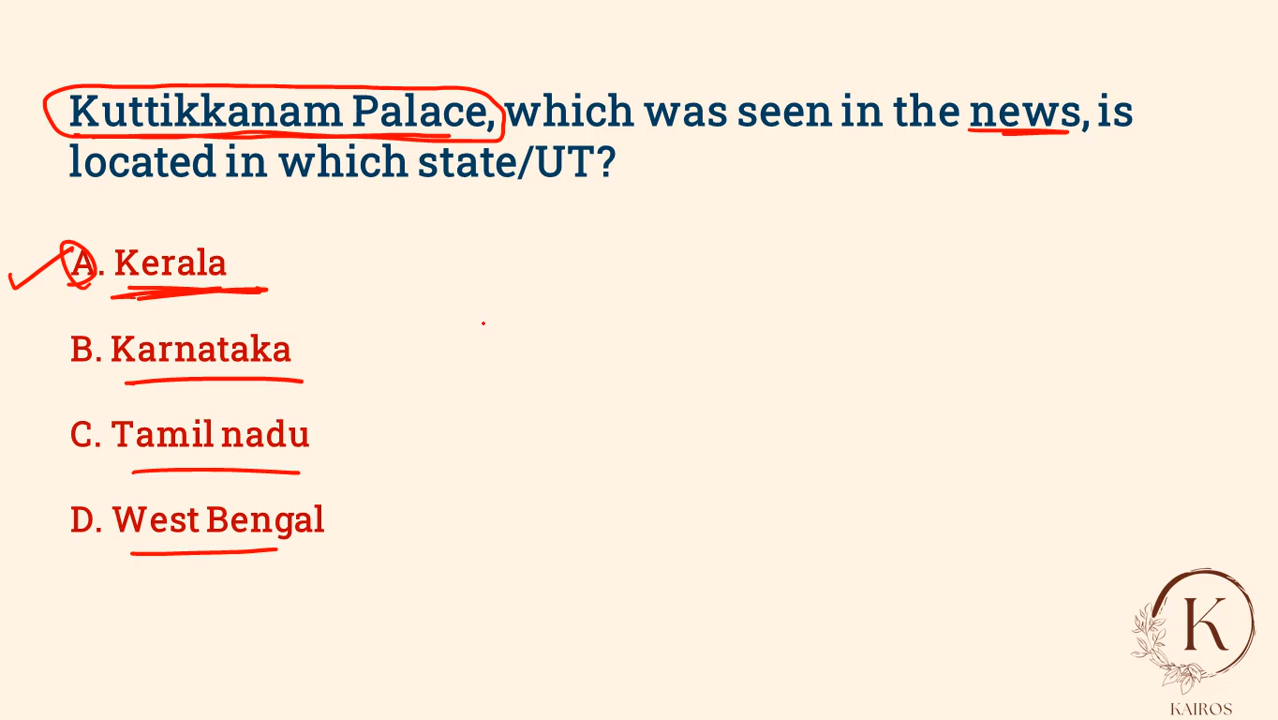 Kuttikkanam Palace, which was seen in the news, is
located in which state/UT?
A. Kerala
B. Karnataka
C. Tamil nadu
D. West Bengal
K
KAIROS